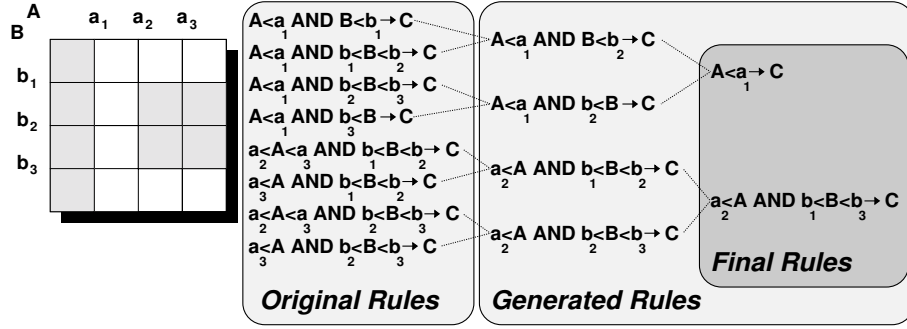 A
B
a1 a2 a3
b1
b2
b3
A<a1 AND B<b1→C
A<a1 AND b1<B<b2→C
A<a1 AND b2<B<b3→C
A<a1 AND b3<B→C
a2<A<a3 AND b1<B<b2→C
a3<A AND b1<B<b2→C
a2<A<a3 AND b2<B<b3→C
a3<A AND b2<B<b3→C
Original Rules
A<a1 AND B<b2→C
A<a1 AND b2<B→C
a2<A AND b1<B<b2→C
a2<A AND b2<B<b3→C
Generated Rules
A<a1→C
a2<A AND b1<B<b3→C
Final Rules